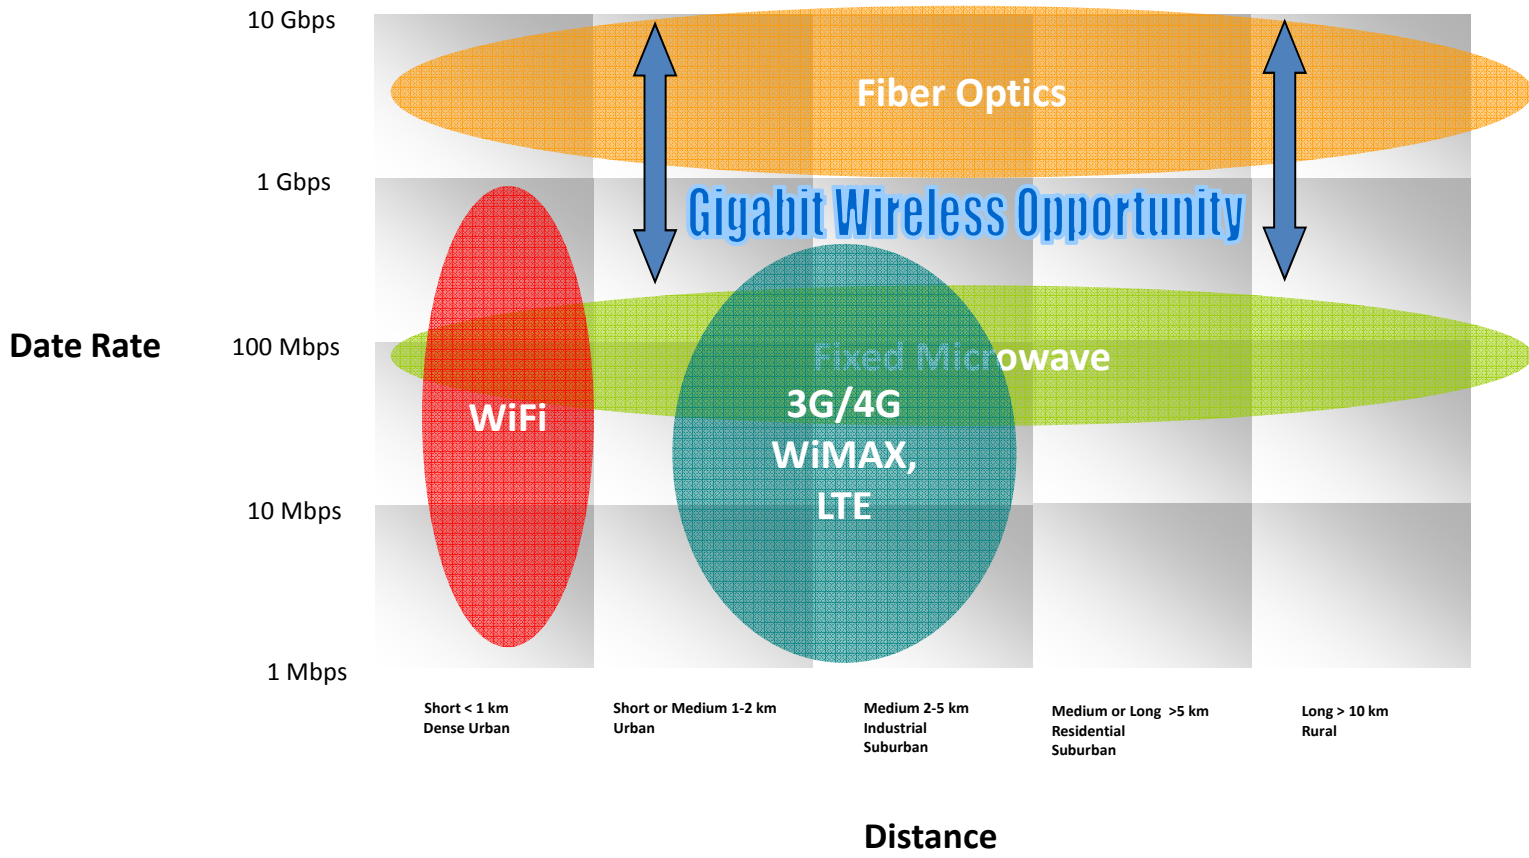 10 Gbps
Fiber Optics
1 Gbps
Gigabit Wireless Opportunity
Date Rate
100 Mbps
Fixed Microwave
WiFi
3G/4G
WiMAX,
LTE
10 Mbps
1 Mbps
Short < 1 km
Dense Urban
Short or Medium 1-2 km
Urban
Medium 2-5 km
Industrial
Suburban
Medium or Long >5 km
Residential
Suburban
Long > 10 km
Rural
Distance